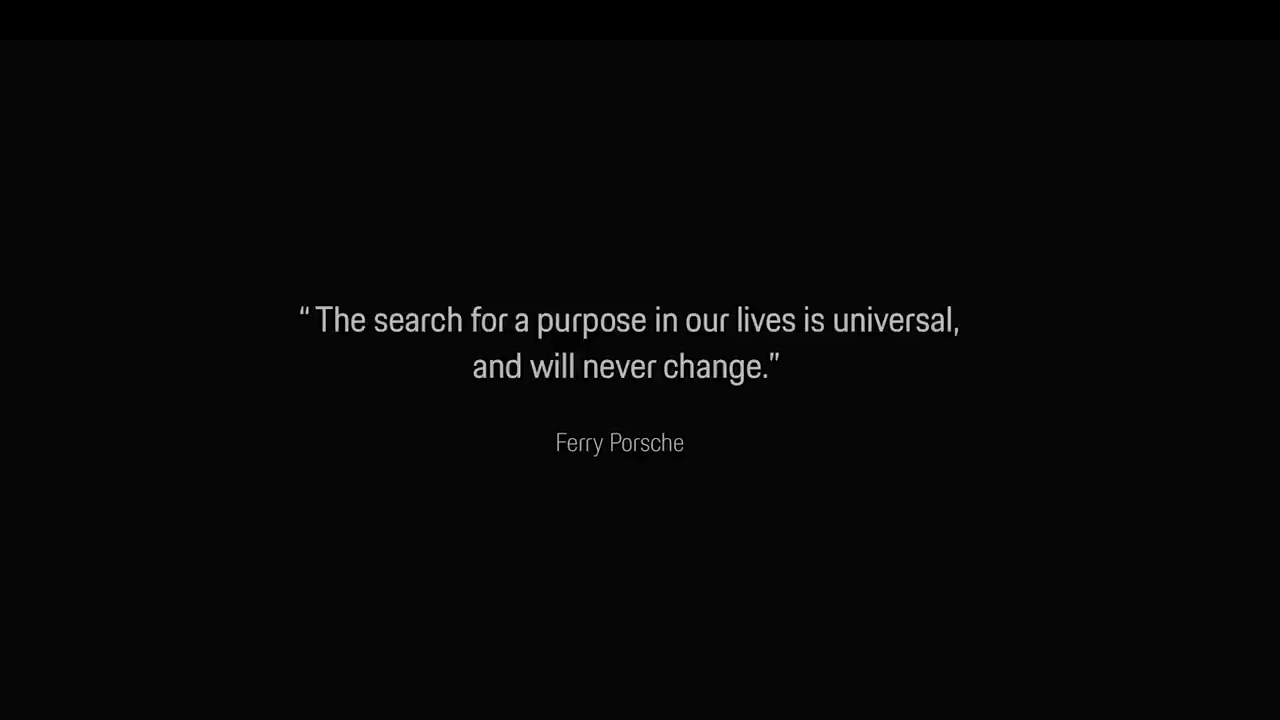 “ The search for a purpose in our lives is universal,
and will never change.”
Ferry Porsche